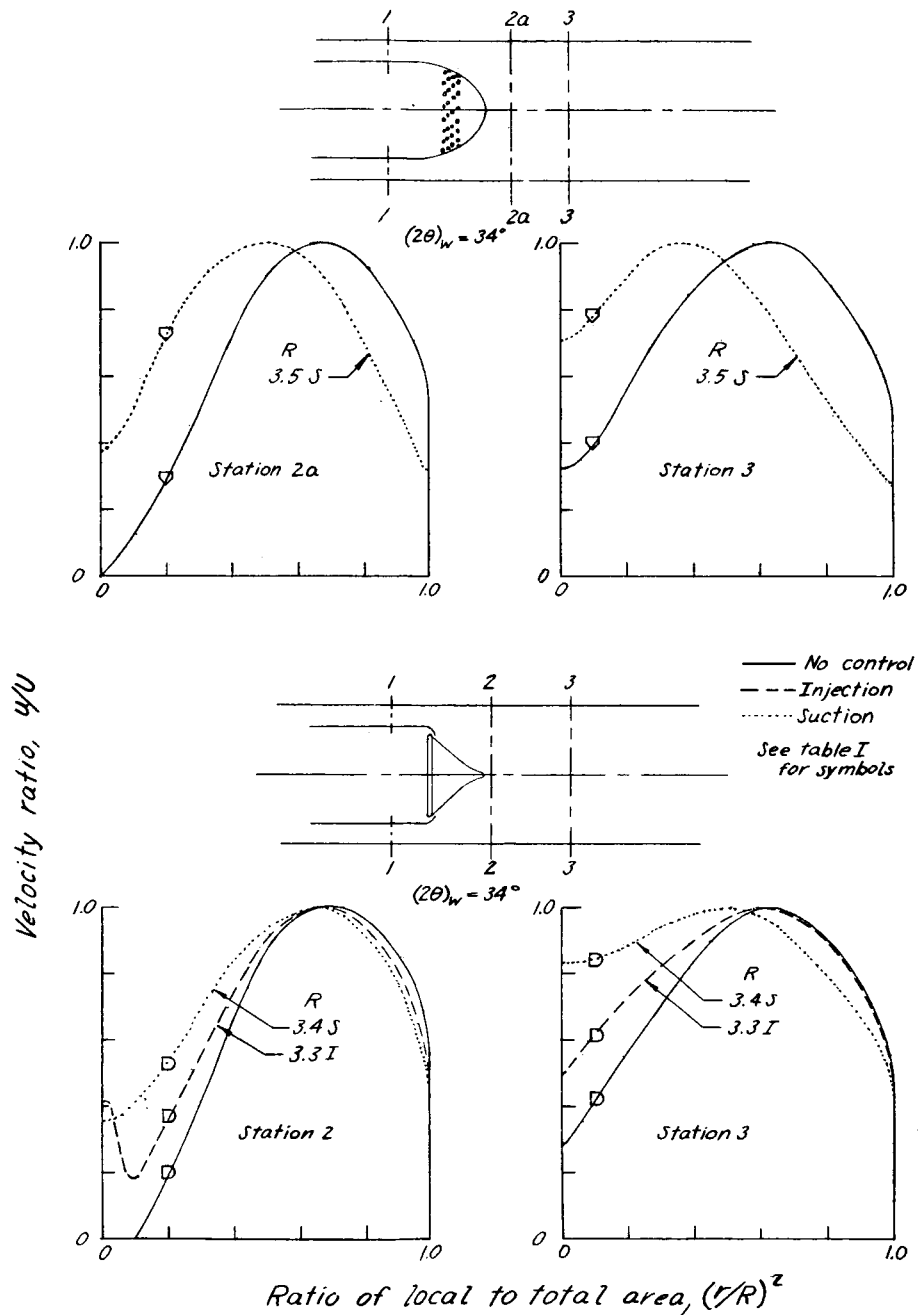 1 2a 3
1 2a 3
(2θ)w = 34°
1.0
R
3.5 S
Station 2a
0
0 1.0
1.0
R
3.5 S
Station 3
0
0 1.0
Velocity ratio, u/U
1 2 3
1 2 3
(2θ)w = 34°
No control
Injection
Suction
See table I
for symbols
1.0
R
3.4 S
3.3 I
Station 2
0
0 1.0
1.0
R
3.4 S
3.3 I
Station 3
0
0 1.0
Ratio of local to total area, (r/R)²